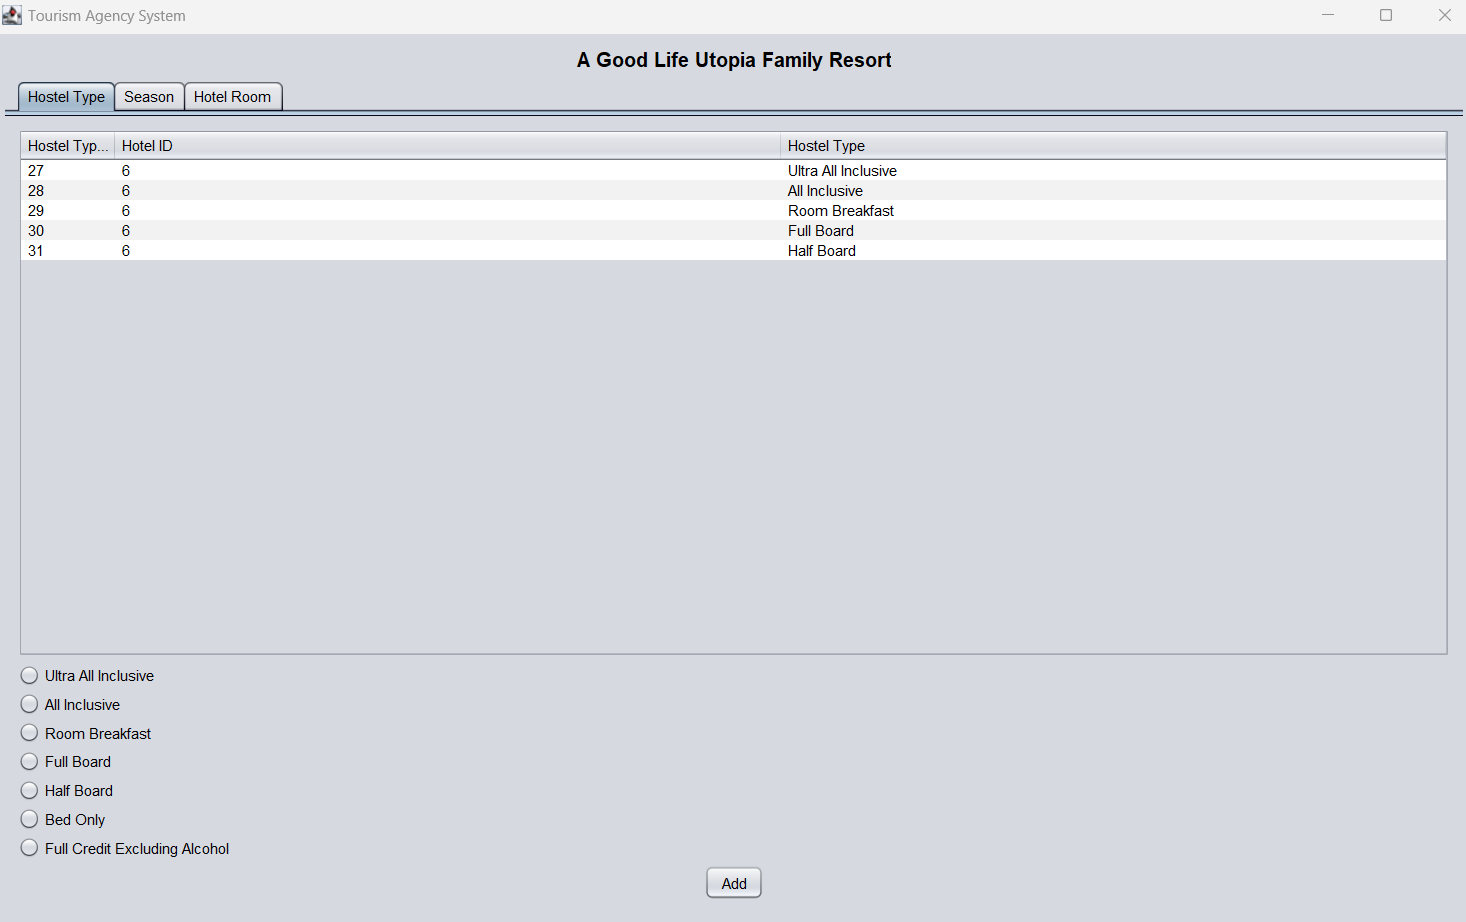 Tourism Agency System
A Good Life Utopia Family Resort
Hostel Type Season Hotel Room
Hostel Typ... Hotel ID Hostel Type
27 6 Ultra All Inclusive
28 6 All Inclusive
29 6 Room Breakfast
30 6 Full Board
31 6 Half Board
Ultra All Inclusive
All Inclusive
Room Breakfast
Full Board
Half Board
Bed Only
Full Credit Excluding Alcohol
Add